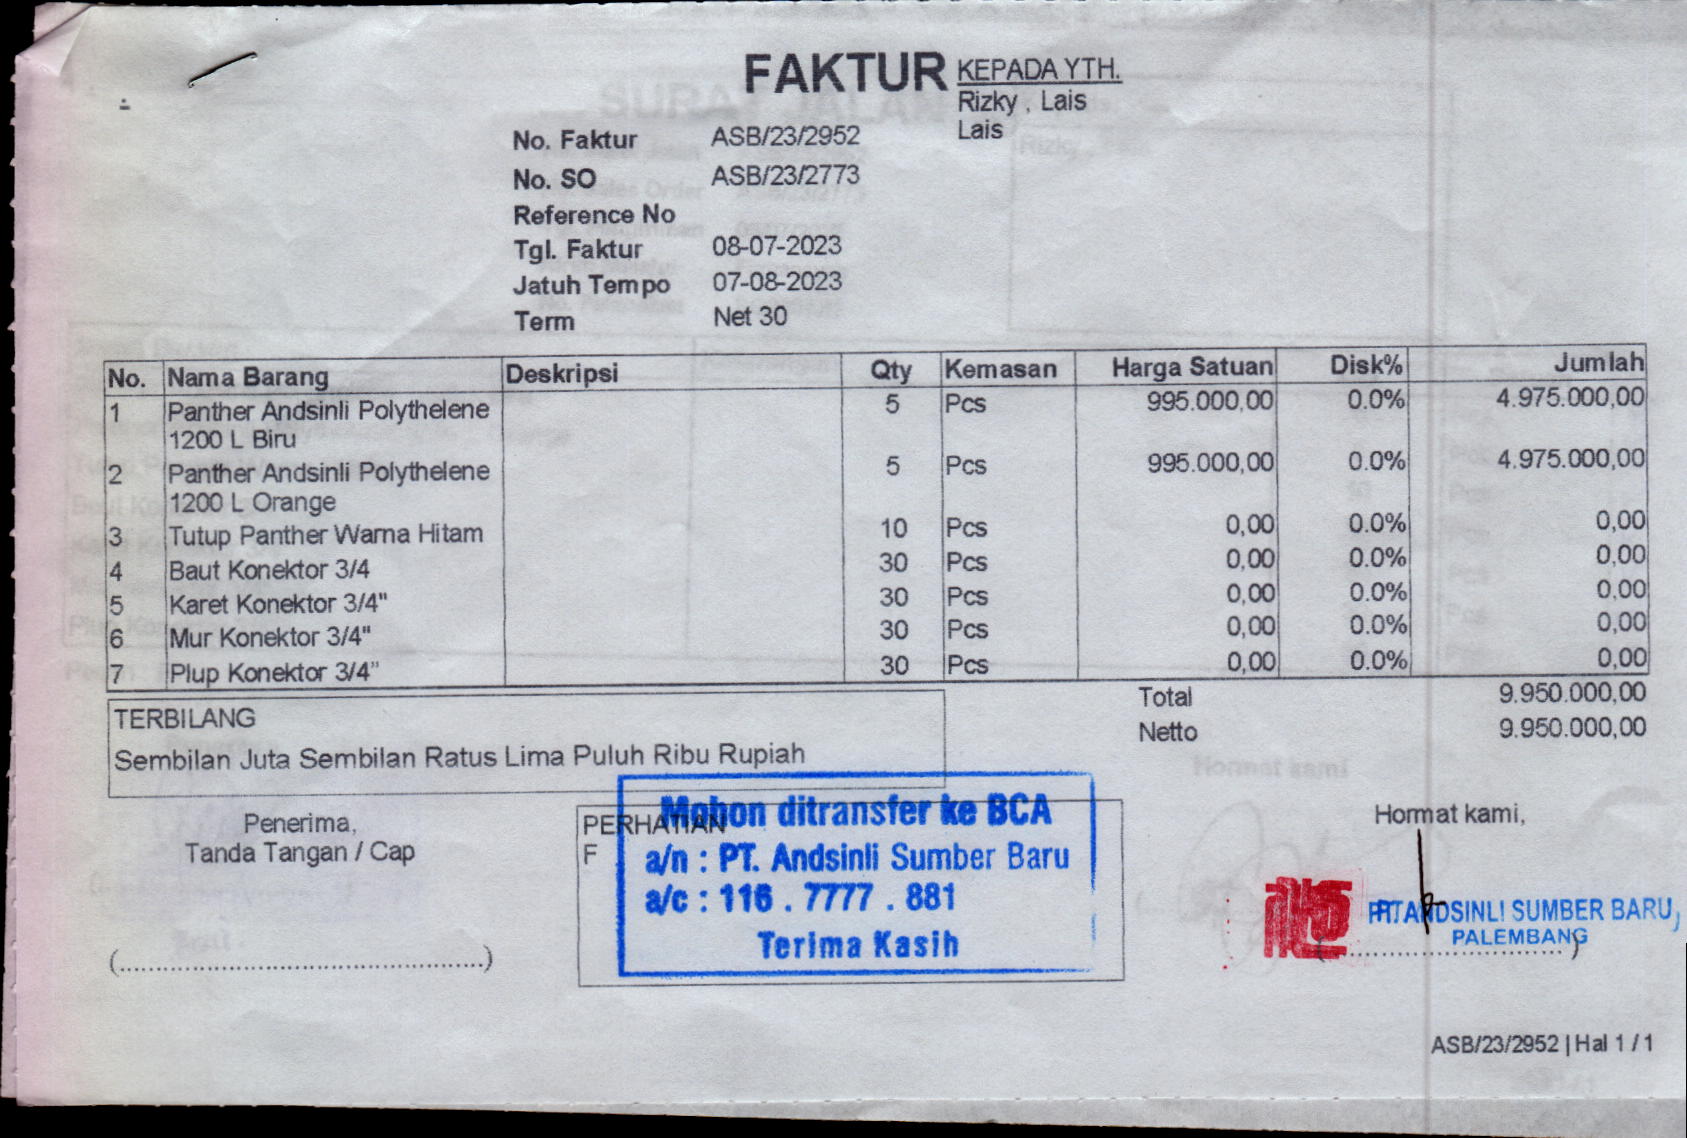 FAKTUR
KEPADA YTH.
Rizky , Lais
Lais
No. Faktur ASB/23/2952
No. SO ASB/23/2773
Reference No
Tgl. Faktur 08-07-2023
Jatuh Tempo 07-08-2023
Term Net 30
No. Nama Barang Deskripsi Qty Kemasan Harga Satuan Disk% Jumlah
1 Panther Andsinli Polythelene 5 Pcs 995.000,00 0.0% 4.975.000,00
1200 L Biru
2 Panther Andsinli Polythelene 5 Pcs 995.000,00 0.0% 4.975.000,00
1200 L Orange
3 Tutup Panther Warna Hitam 10 Pcs 0,00 0.0% 0,00
4 Baut Konektor 3/4 30 Pcs 0,00 0.0% 0,00
5 Karet Konektor 3/4" 30 Pcs 0,00 0.0% 0,00
6 Mur Konektor 3/4" 30 Pcs 0,00 0.0% 0,00
7 Plup Konektor 3/4" 30 Pcs 0,00 0.0% 0,00
Total 9.950.000,00
Netto 9.950.000,00
TERBILANG
Sembilan Juta Sembilan Ratus Lima Puluh Ribu Rupiah
Penerima,
Tanda Tangan / Cap
(................................................)
PERHATIAN
F
Mohon ditransfer ke BCA
a/n : PT. Andsinli Sumber Baru
a/c : 116 . 7777 . 881
Terima Kasih
Hormat kami,
PT. ANDSINLI SUMBER BARU,
PALEMBANG
ASB/23/2952 | Hal 1 / 1